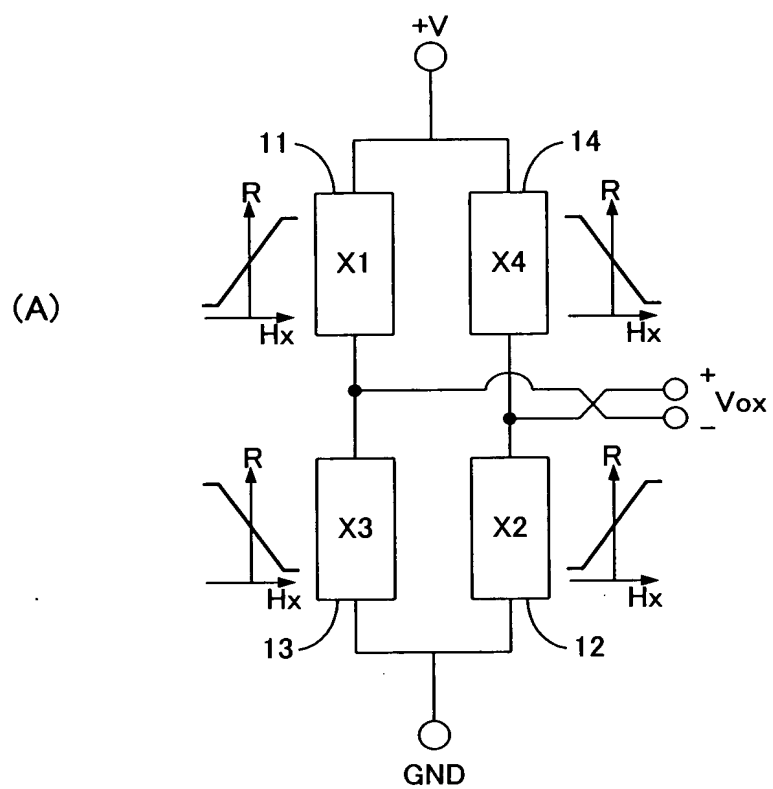 +V
11
14
R
X1
X4
R
(A)
Hx
Hx
+
Vox
−
R
X3
X2
R
Hx
Hx
13
12
GND